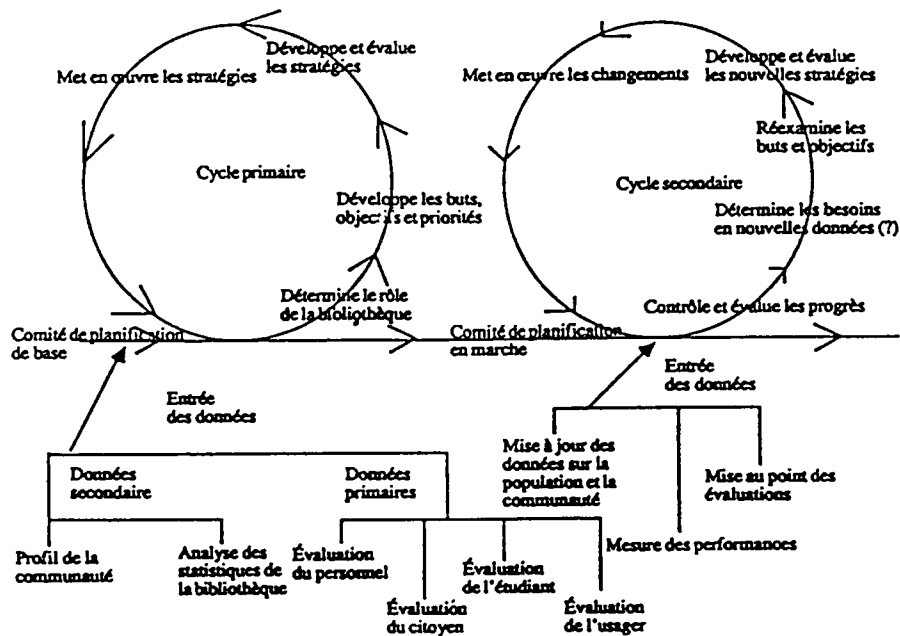 Développe et évalue
les stratégies
Met en œuvre les stratégies
Cycle primaire
Développe les buts,
objectifs et priorités
Détermine le rôle
de la bibliothèque
Comité de planification
de base
Entrée
des données
Données
secondaire
Données
primaires
Profil de la
communauté
Analyse des
statistiques de
la bibliothèque
Évaluation
du personnel
Évaluation
du citoyen
Évaluation
de l'étudiant
Évaluation
de l'usager
Développe et évalue
les nouvelles stratégies
Met en œuvre les changements
Réexamine les
buts et objectifs
Cycle secondaire
Détermine les besoins
en nouvelles données (?)
Contrôle et évalue les progrès
Comité de planification
en marche
Entrée
des données
Mise à jour des
données sur la
population et la
communauté
Mise au point des
évaluations
Mesure des performances